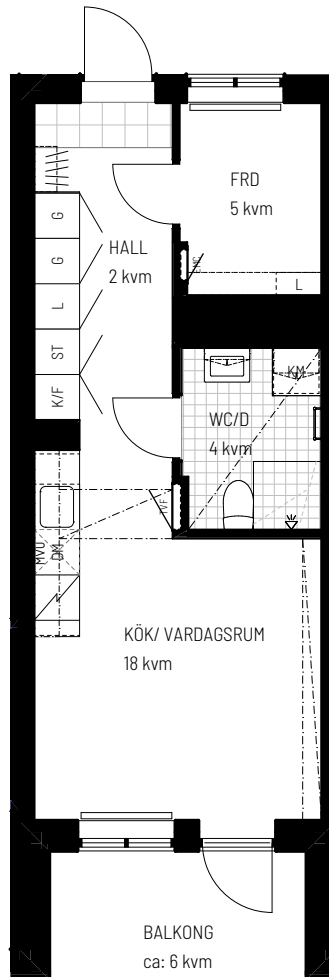 FRD
5 kvm
G
HALL
2 kvm
G
L
L
ST
K/F
KM
WC/D
4 kvm
TVF
MVU
DM
KÖK/ VARDAGSRUM
18 kvm
BALKONG
ca: 6 kvm